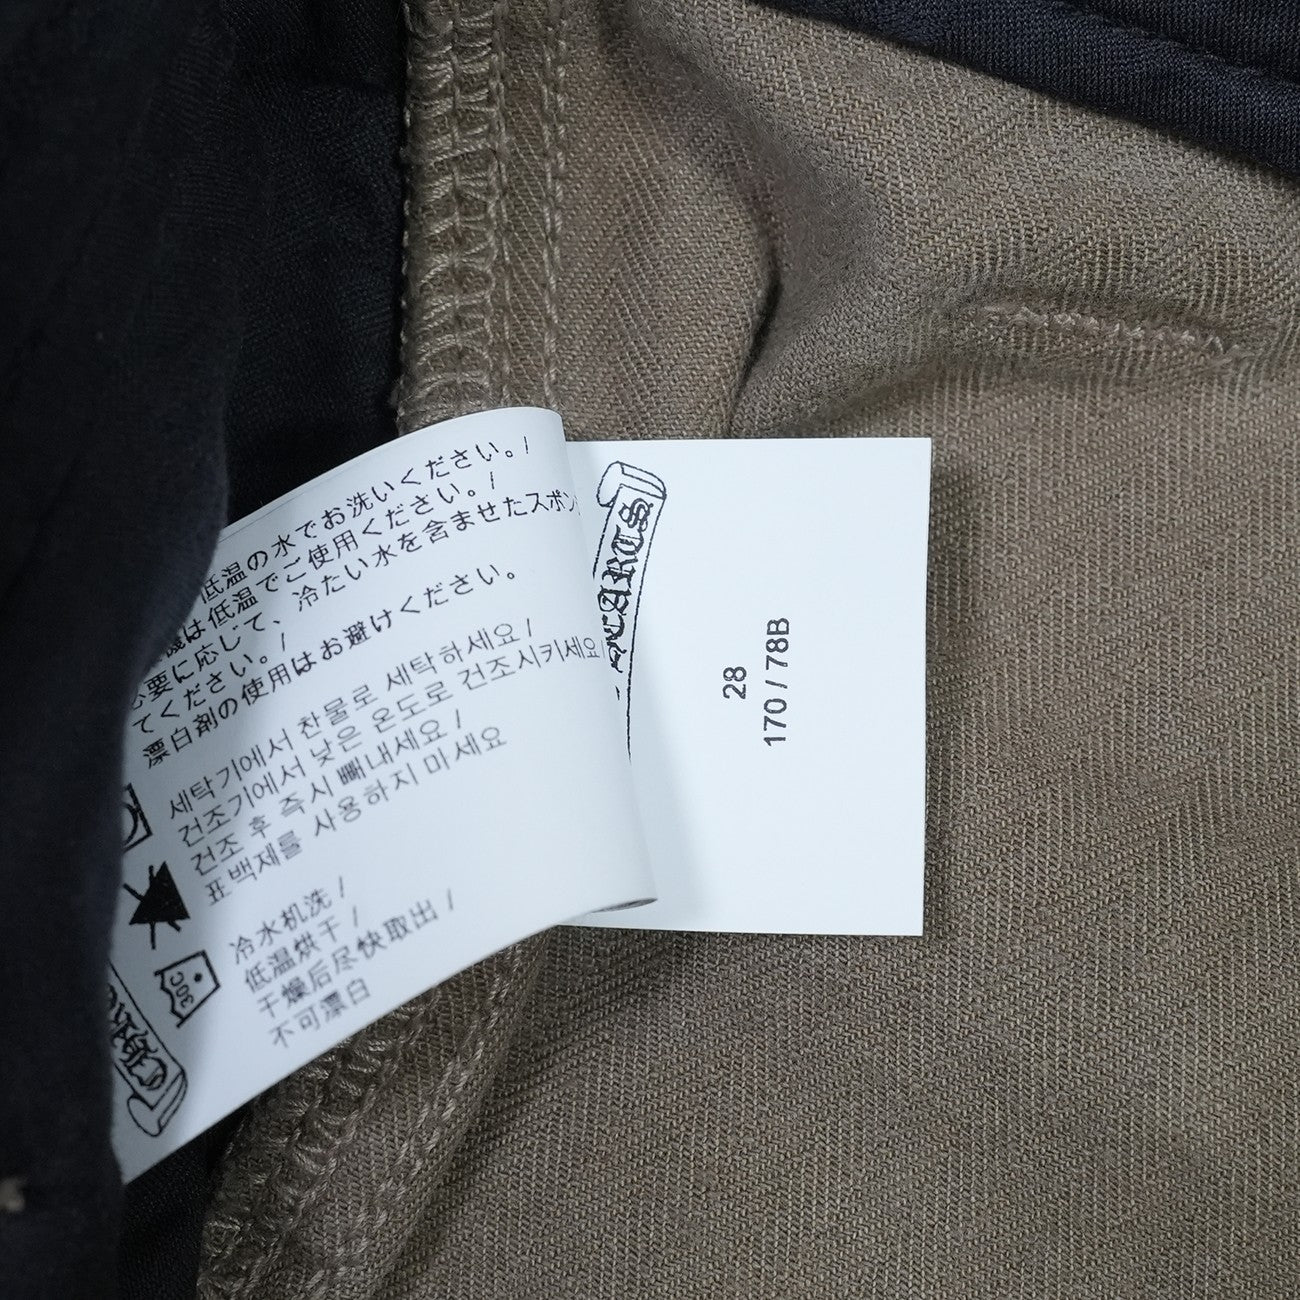 低温の水でお洗いください。/
機は低温でご使用ください。/
必要に応じて、冷たい水を含ませたスポン
てください。/
漂白剤の使用はお避けください。
세탁기에서 찬물로 세탁하세요 /
건조기에서 낮은 온도로 건조시키세요
건조 후 즉시 빼내세요 /
표백제를 사용하지 미세요
冷水机洗 /
低温烘干 /
干燥后尽快取出 /
不可漂白
30C
28
170 / 78B